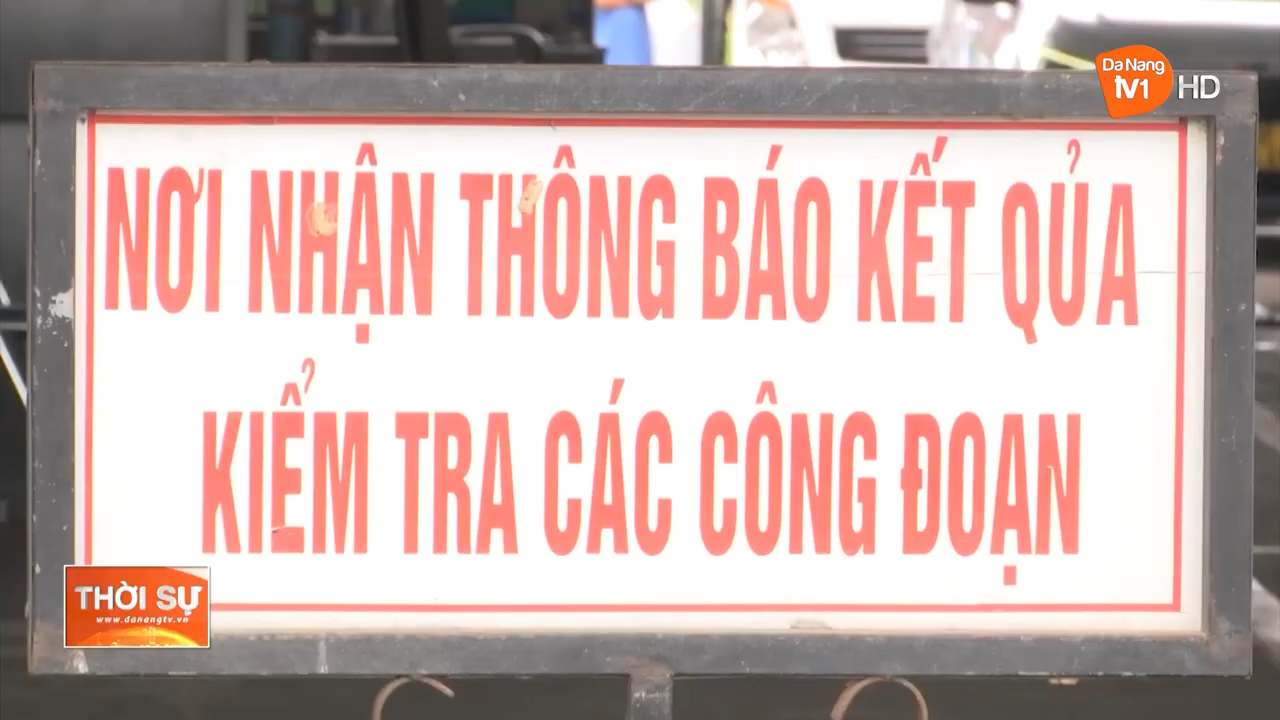 Da Nang
TV1 HD
NƠI NHẬN THÔNG BÁO KẾT QỦA
KIỂM TRA CÁC CÔNG ĐOẠN
THỜI SỰ
www.danangtv.vn